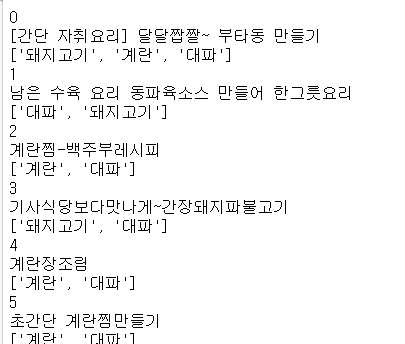 0
[간단 자취요리] 달달짭짤~ 부타동 만들기
['돼지고기', '계란', '대파']
1
남은 수육 요리 동파육소스 만들어 한그릇요리
['대파', '돼지고기']
2
계란찜-백주부레시피
['계란', '대파']
3
기사식당보다맛나게~간장돼지파불고기
['돼지고기', '대파']
4
계란장조림
['계란', '대파']
5
초간단 계란찜만들기
['계란', '대파']